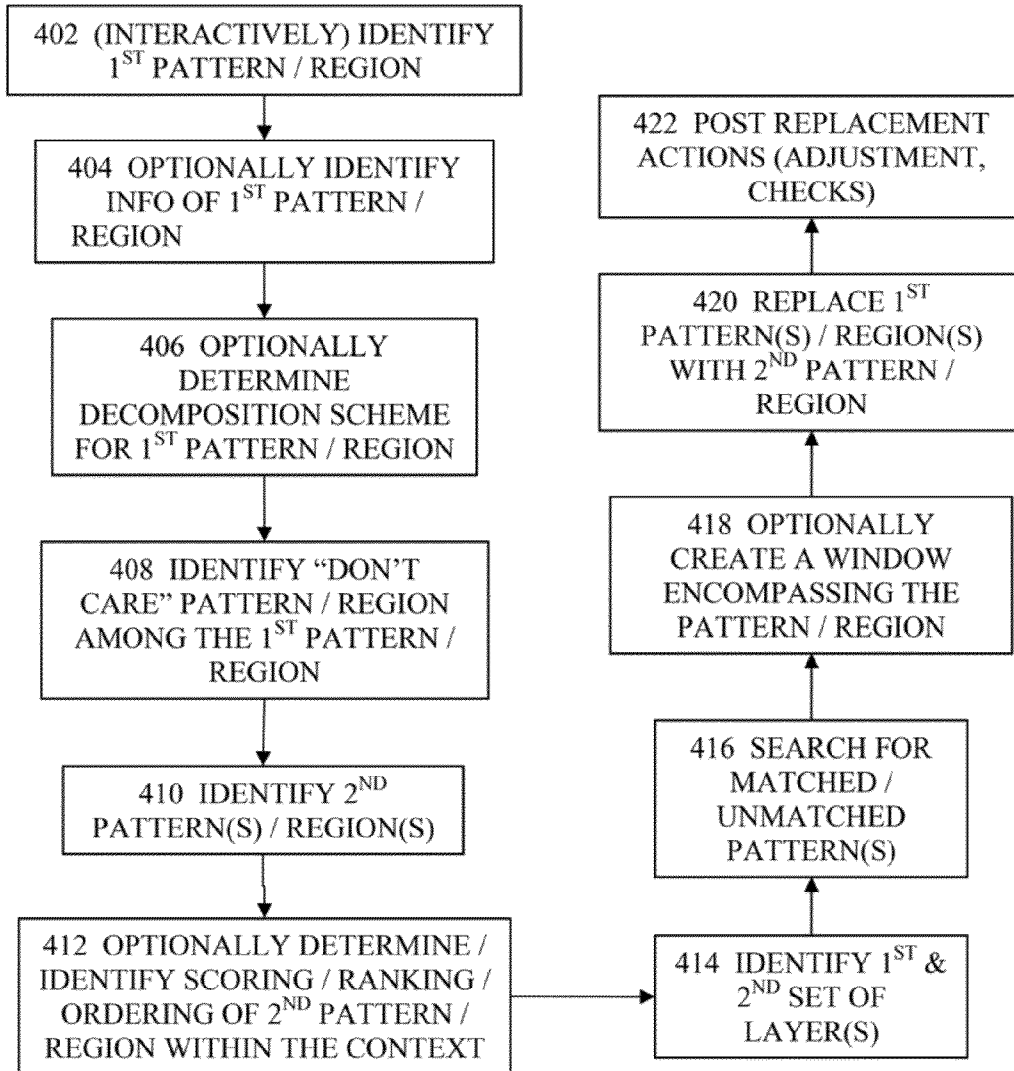 402 (INTERACTIVELY) IDENTIFY
1ST PATTERN / REGION
404 OPTIONALLY IDENTIFY
INFO OF 1ST PATTERN /
REGION
406 OPTIONALLY
DETERMINE
DECOMPOSITION SCHEME
FOR 1ST PATTERN / REGION
408 IDENTIFY “DON’T
CARE” PATTERN / REGION
AMONG THE 1ST PATTERN /
REGION
410 IDENTIFY 2ND
PATTERN(S) / REGION(S)
412 OPTIONALLY DETERMINE /
IDENTIFY SCORING / RANKING /
ORDERING OF 2ND PATTERN /
REGION WITHIN THE CONTEXT
414 IDENTIFY 1ST &
2ND SET OF
LAYER(S)
416 SEARCH FOR
MATCHED /
UNMATCHED
PATTERN(S)
418 OPTIONALLY
CREATE A WINDOW
ENCOMPASSING THE
PATTERN / REGION
420 REPLACE 1ST
PATTERN(S) / REGION(S)
WITH 2ND PATTERN /
REGION
422 POST REPLACEMENT
ACTIONS (ADJUSTMENT,
CHECKS)